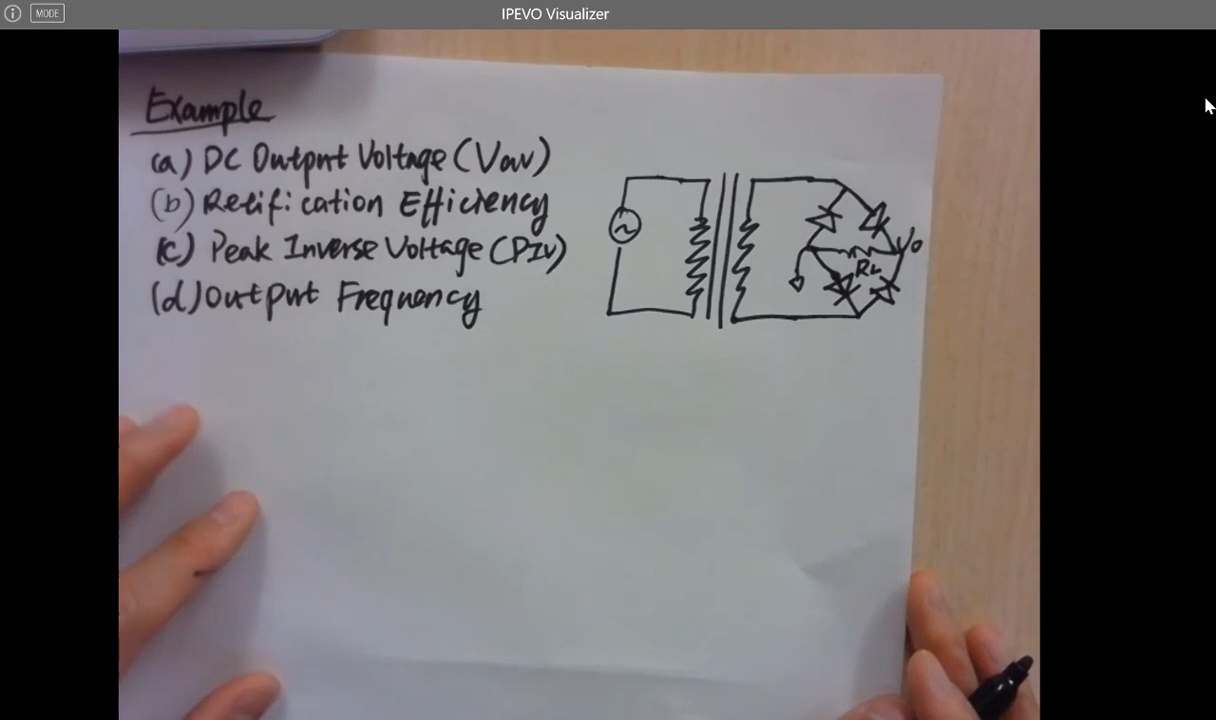 MODE
IPEVO Visualizer
Example
(a) DC Output Voltage (Vav)
(b) Retification Efficiency
(c) Peak Inverse Voltage (PIV)
(d) Output Frequency
Vo
RL